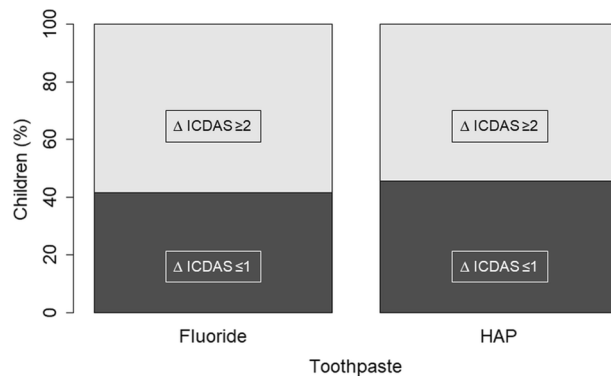 Children (%)
100
80
60
40
20
0
Δ ICDAS ≥2
Δ ICDAS ≥2
Δ ICDAS ≤1
Δ ICDAS ≤1
Fluoride
HAP
Toothpaste